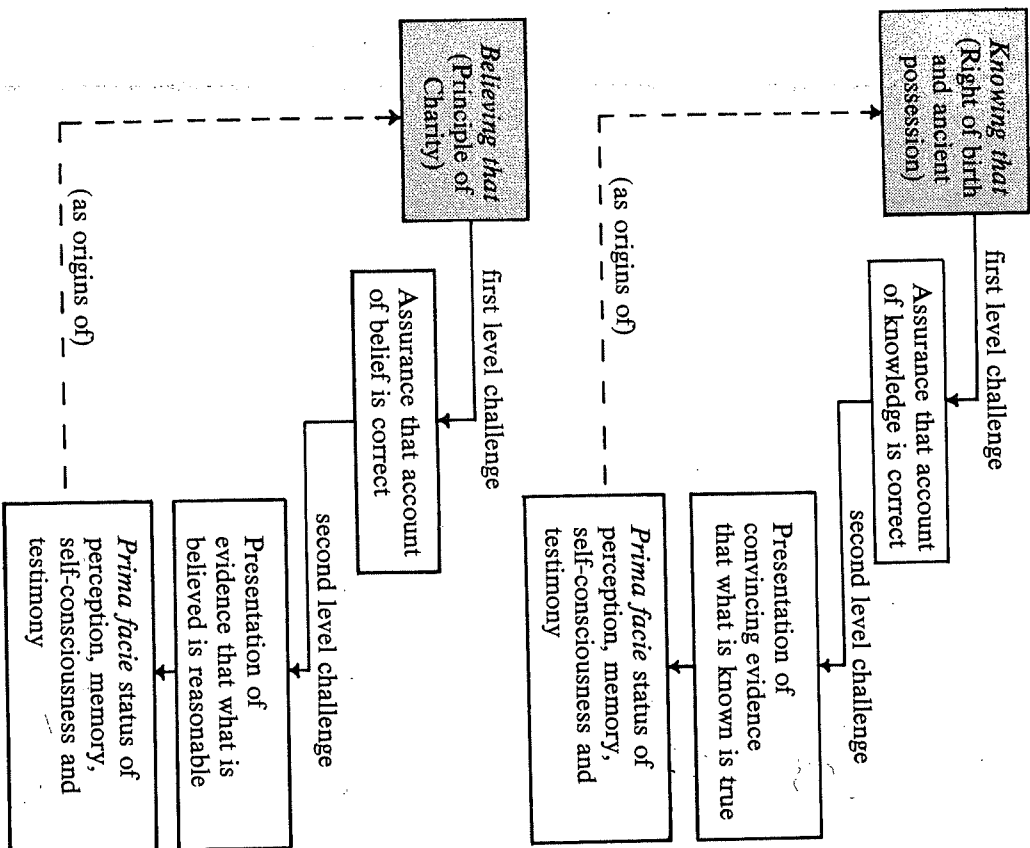 Knowing that
(Right of birth
and ancient
possession)
first level challenge
Assurance that account
of knowledge is correct
second level challenge
Presentation of
convincing evidence
that what is known is true
Prima facie status of
perception, memory,
self-consciousness and
testimony
(as origins of)
Believing that
(Principle of
Charity)
first level challenge
Assurance that account
of belief is correct
second level challenge
Presentation of
evidence that what is
believed is reasonable
Prima facie status of
perception, memory,
self-consciousness and
testimony
(as origins of)